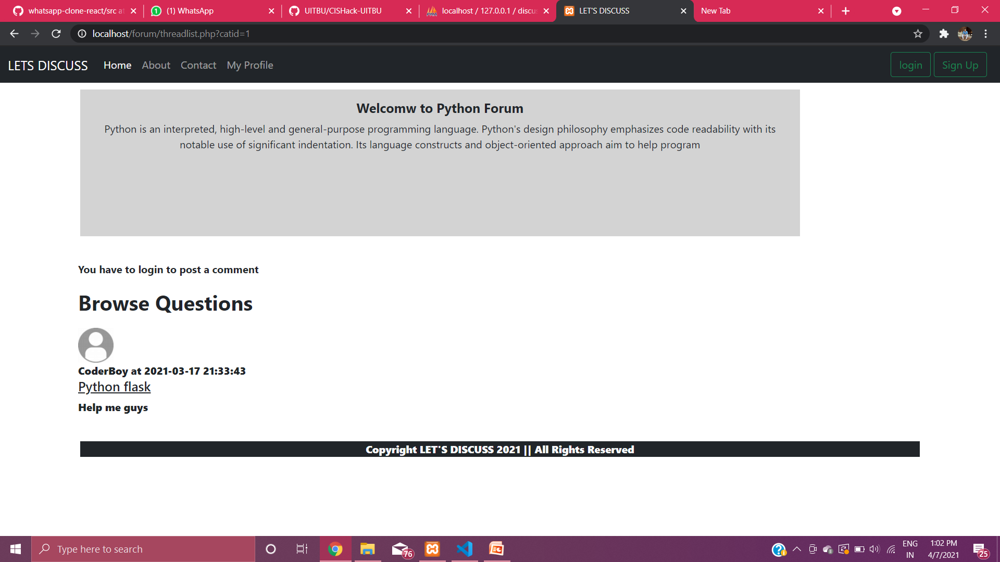 whatsapp-clone-react/src at
(1) WhatsApp
UITBU/CISHack-UITBU
localhost / 127.0.0.1 / discus
LET'S DISCUSS
New Tab
localhost/forum/threadlist.php?catid=1
LETS DISCUSS
Home
About
Contact
My Profile
login
Sign Up
Welcomw to Python Forum
Python is an interpreted, high-level and general-purpose programming language. Python's design philosophy emphasizes code readability with its
notable use of significant indentation. Its language constructs and object-oriented approach aim to help program
You have to login to post a comment
Browse Questions
CoderBoy at 2021-03-17 21:33:43
Python flask
Help me guys
Copyright LET'S DISCUSS 2021 || All Rights Reserved
Type here to search
76
ENG
IN
1:02 PM
4/7/2021
25